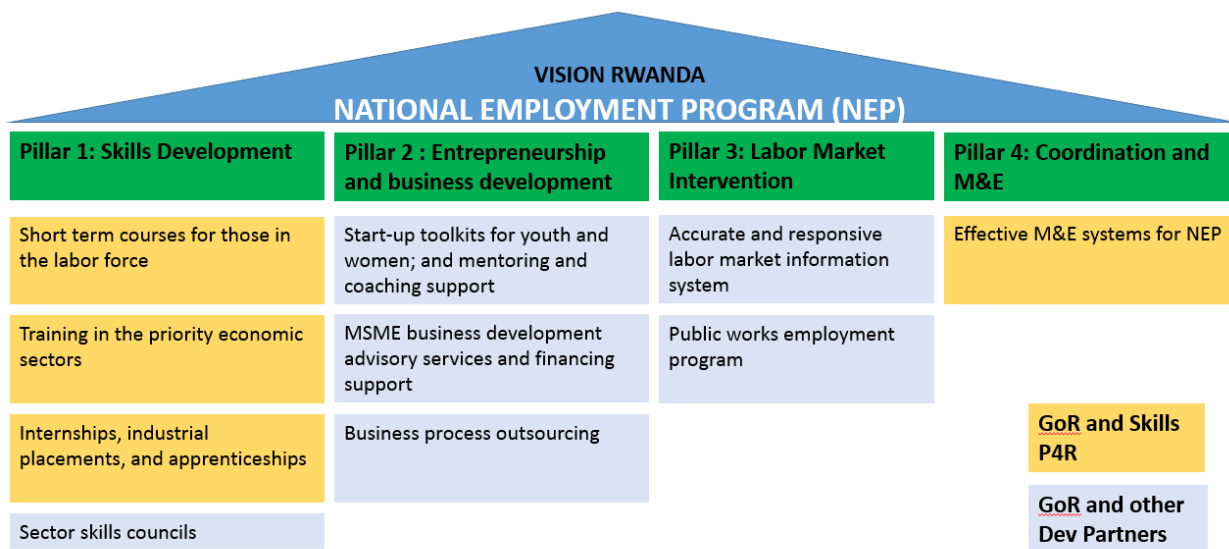 VISION RWANDA
NATIONAL EMPLOYMENT PROGRAM (NEP)
Pillar 1: Skills Development
Short term courses for those in
the labor force
Training in the priority economic
sectors
Internships, industrial
placements, and apprenticeships
Sector skills councils
Pillar 2 : Entrepreneurship
and business development
Start-up toolkits for youth and
women; and mentoring and
coaching support
MSME business development
advisory services and financing
support
Business process outsourcing
Pillar 3: Labor Market
Intervention
Accurate and responsive
labor market information
system
Public works employment
program
Pillar 4: Coordination and
M&E
Effective M&E systems for NEP
GoR and Skills
P4R
GoR and other
Dev Partners